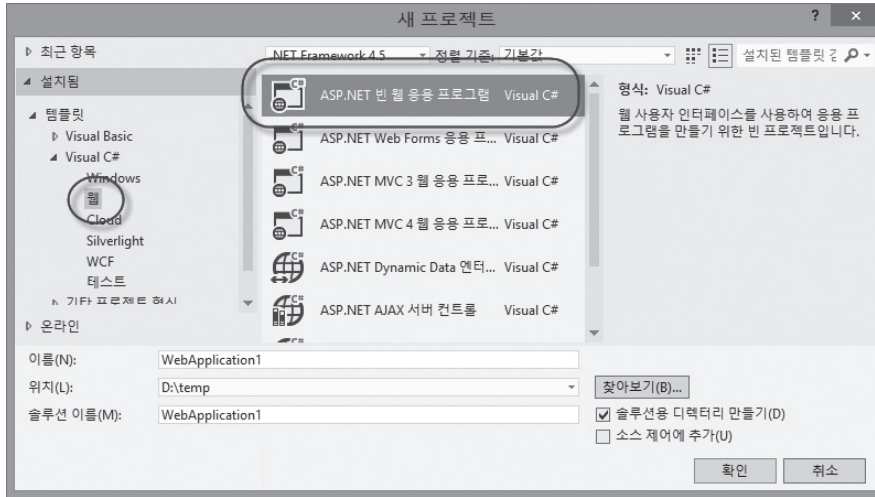 새 프로젝트
? ×
최근 항목
.NET Framework 4.5 정렬 기준: 기본값
설치된 템플릿 검
설치됨
템플릿
Visual Basic
Visual C#
Windows
웹
Cloud
Silverlight
WCF
테스트
기타 프로젝트 형식
온라인
ASP.NET 빈 웹 응용 프로그램 Visual C#
ASP.NET Web Forms 응용 프... Visual C#
ASP.NET MVC 3 웹 응용 프로... Visual C#
ASP.NET MVC 4 웹 응용 프로... Visual C#
ASP.NET Dynamic Data 엔터... Visual C#
ASP.NET AJAX 서버 컨트롤 Visual C#
형식: Visual C#
웹 사용자 인터페이스를 사용하여 응용 프
로그램을 만들기 위한 빈 프로젝트입니다.
이름(N): WebApplication1
위치(L): D:\temp
찾아보기(B)...
솔루션 이름(M): WebApplication1
솔루션용 디렉터리 만들기(D)
소스 제어에 추가(U)
확인 취소